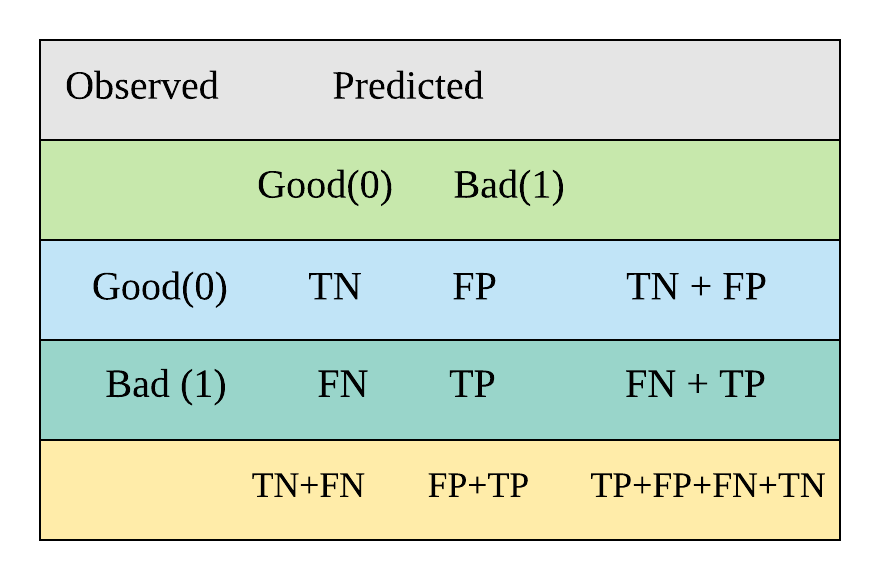 Observed Predicted
Good(0) Bad(1)
Good(0) TN FP TN + FP
Bad (1) FN TP FN + TP
TN+FN FP+TP TP+FP+FN+TN